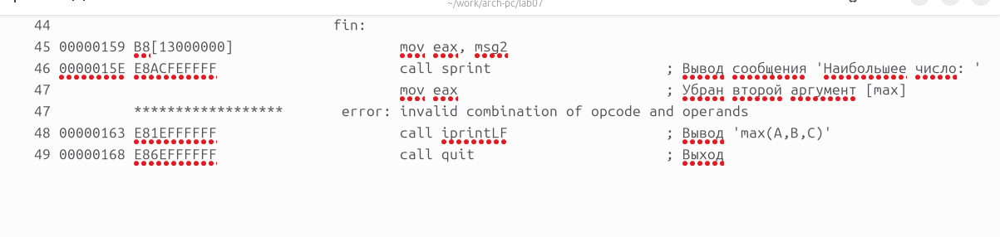 ~/work/arch-pc/lab07
44 fin:
45 00000159 B8[13000000] mov eax, msg2
46 0000015E E8ACFEFFFF call sprint ; Вывод сообщения 'Наибольшее число: '
47 mov eax ; Убран второй аргумент [max]
47 ****************** error: invalid combination of opcode and operands
48 00000163 E81EFFFFFF call iprintLF ; Вывод 'max(A,B,C)'
49 00000168 E86EFFFFFF call quit ; Выход